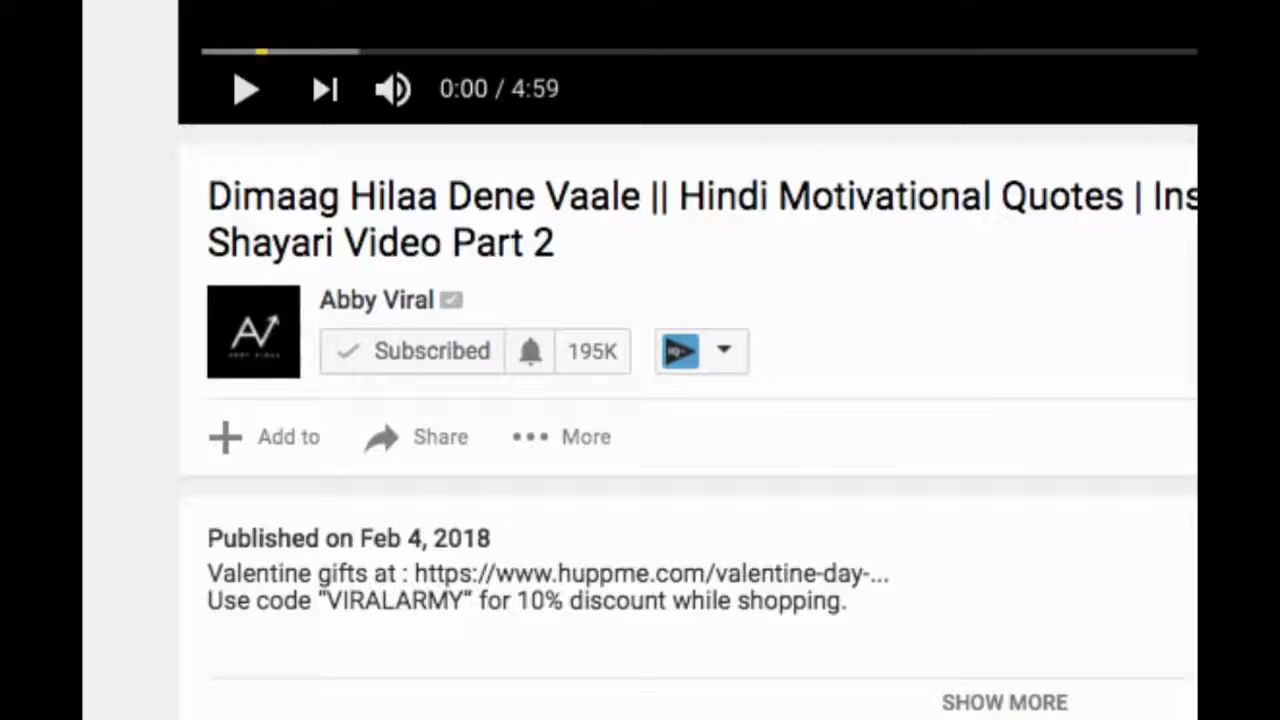 0:00 / 4:59
Dimaag Hilaa Dene Vaale || Hindi Motivational Quotes | Ins
Shayari Video Part 2
Abby Viral
Subscribed 195K
Add to Share More
Published on Feb 4, 2018
Valentine gifts at : https://www.huppme.com/valentine-day-...
Use code "VIRALARMY" for 10% discount while shopping.
SHOW MORE